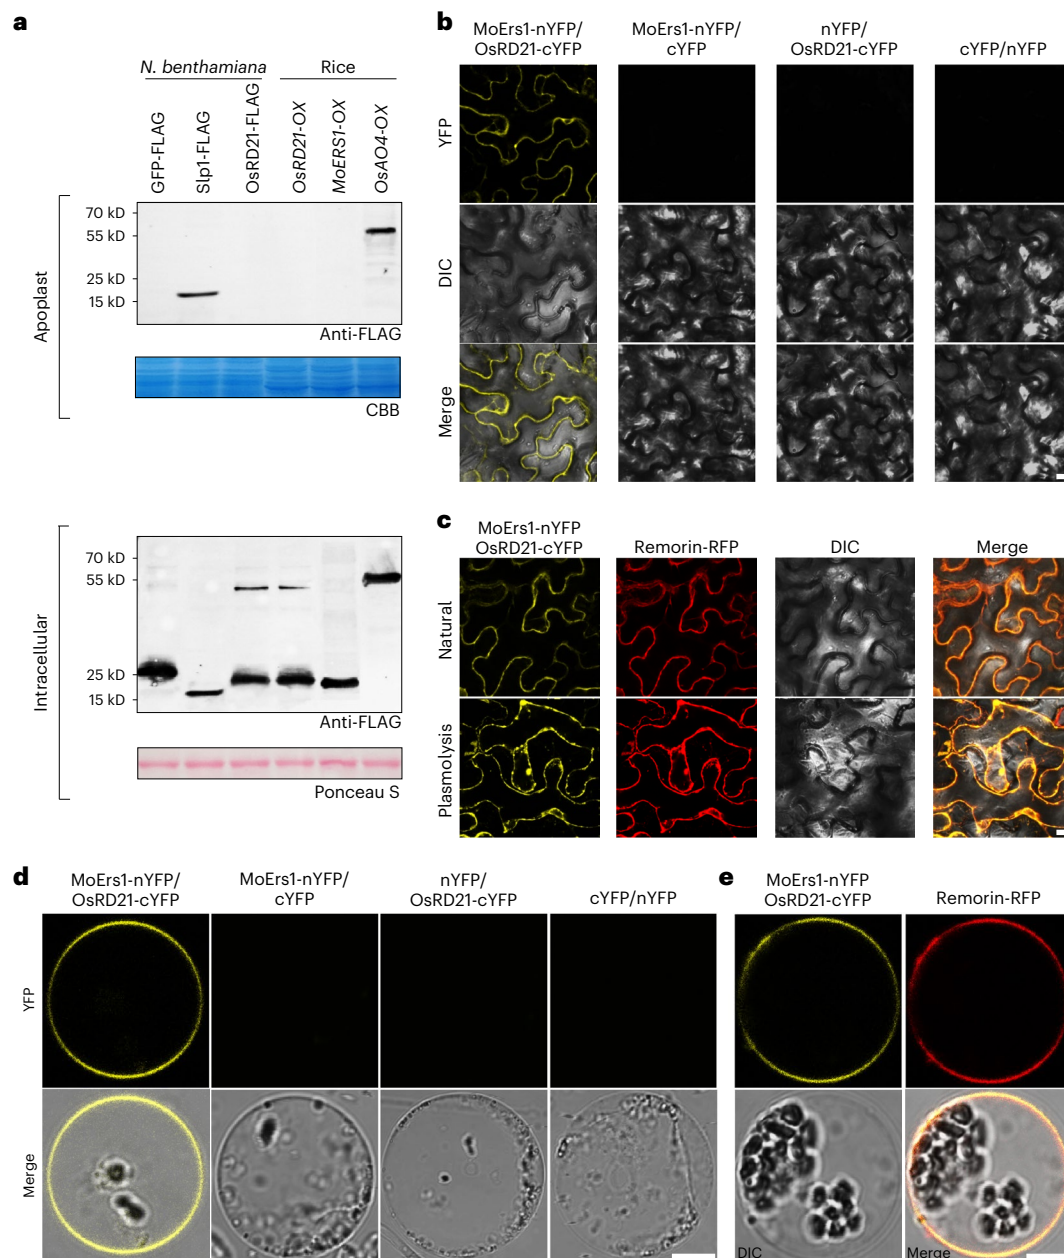 a
N. benthamiana
Rice
GFP-FLAG
Slp1-FLAG
OsRD21-FLAG
OsRD21-OX
MoERS1-OX
OsAO4-OX
Apoplast
70 kD
55 kD
25 kD
15 kD
Anti-FLAG
CBB
Intracellular
70 kD
55 kD
25 kD
15 kD
Anti-FLAG
Ponceau S
b
MoErs1-nYFP/
OsRD21-cYFP
MoErs1-nYFP/
cYFP
nYFP/
OsRD21-cYFP
cYFP/nYFP
YFP
DIC
Merge
c
MoErs1-nYFP
OsRD21-cYFP
Remorin-RFP
DIC
Merge
Natural
Plasmolysis
d
MoErs1-nYFP/
OsRD21-cYFP
MoErs1-nYFP/
cYFP
nYFP/
OsRD21-cYFP
cYFP/nYFP
YFP
Merge
e
MoErs1-nYFP
OsRD21-cYFP
Remorin-RFP
DIC
Merge